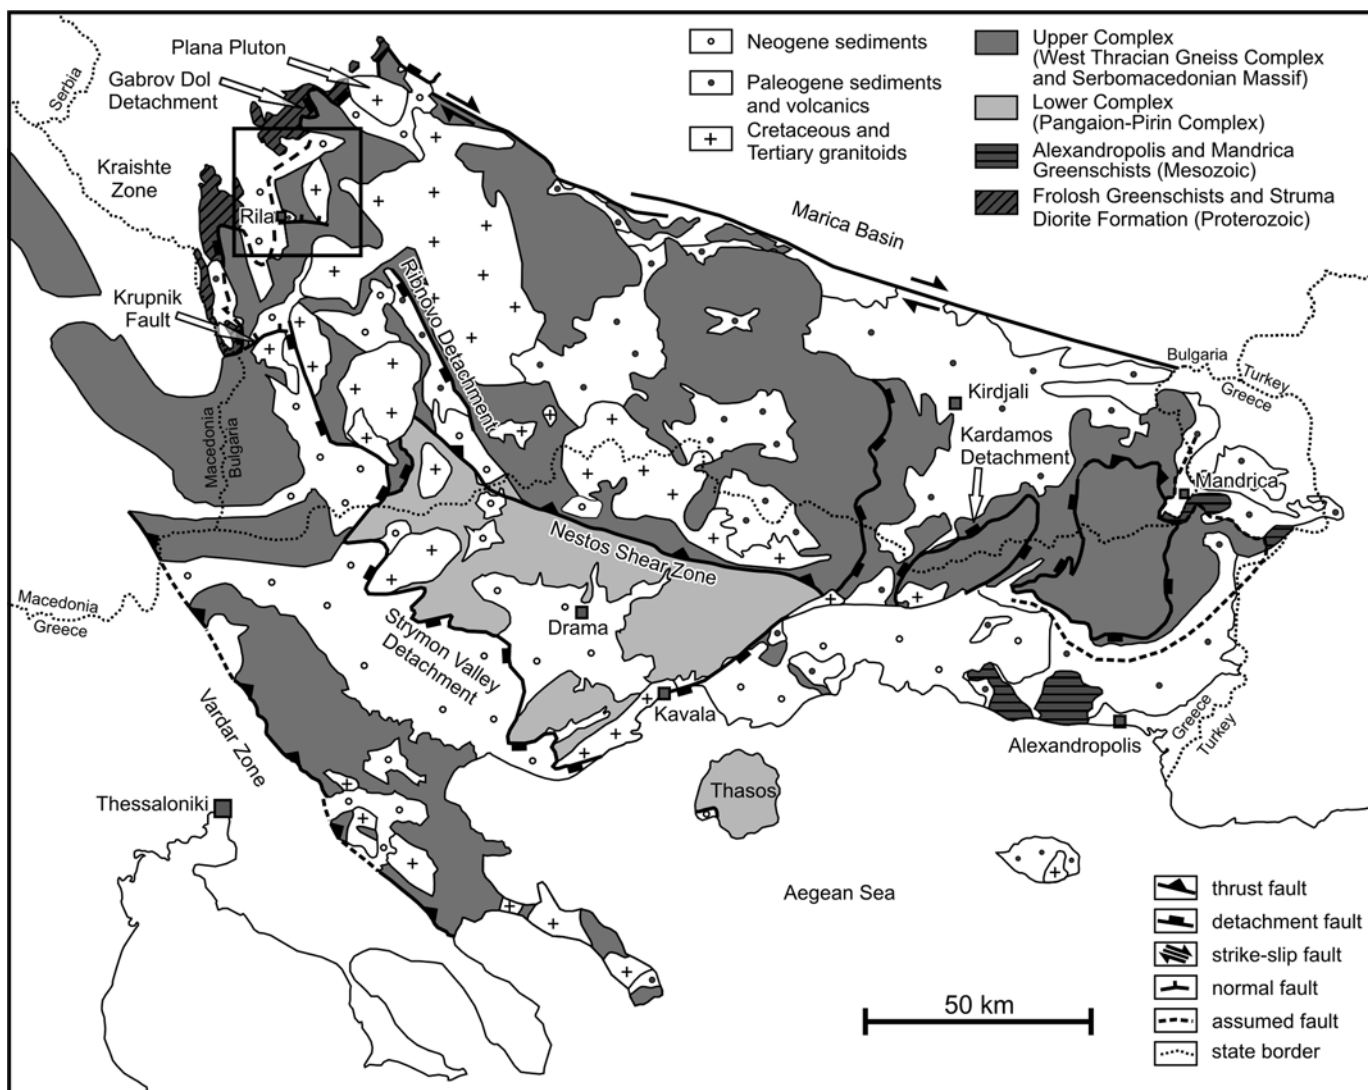 Plana Pluton
Gabrov Dol
Detachment
Serbia
Kraishte
Zone
Rila
Krupnik
Fault
Ribnovo Detachment
Marica Basin
Neogene sediments
Paleogene sediments
and volcanics
Cretaceous and
Tertiary granitoids
Upper Complex
(West Thracian Gneiss Complex
and Serbomacedonian Massif)
Lower Complex
(Pangaion-Pirin Complex)
Alexandropolis and Mandrica
Greenschists (Mesozoic)
Frolosh Greenschists and Struma
Diorite Formation (Proterozoic)
Bulgaria
Turkey
Greece
Kirdjali
Kardamos
Detachment
Mandrica
Macedonia
Bulgaria
Nestos Shear Zone
Macedonia
Greece
Drama
Strymon Valley
Detachment
Kavala
Vardar Zone
Thessaloniki
Thasos
Alexandropolis
Greece
Turkey
Aegean Sea
50 km
thrust fault
detachment fault
strike-slip fault
normal fault
assumed fault
state border